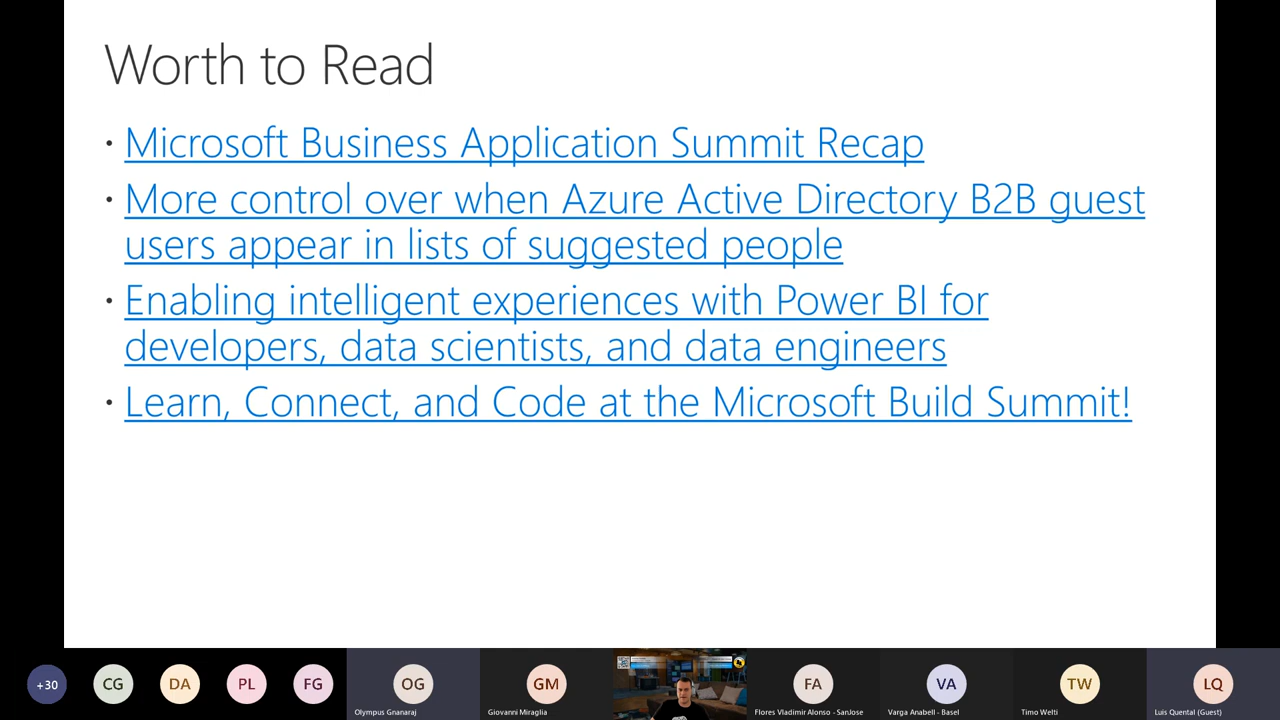 Worth to Read
· Microsoft Business Application Summit Recap
· More control over when Azure Active Directory B2B guest
users appear in lists of suggested people
· Enabling intelligent experiences with Power BI for
developers, data scientists, and data engineers
· Learn, Connect, and Code at the Microsoft Build Summit!
+30 CG DA PL FG OG GM FA VA TW LQ
Olympus Gnanaraj Giovanni Miraglia Flores Vladimir Alonso - SanJose Varga Anabell - Basel Timo Welti Luis Quental (Guest)